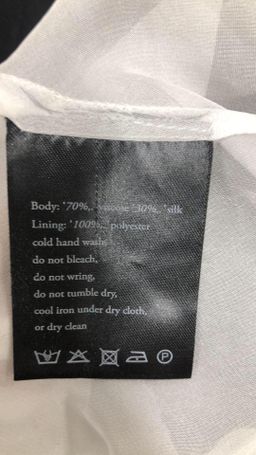 Body: '70%,. viscose '30%,. 'silk
Lining: '100%,. 'polyester
cold hand wash,
do not bleach,
do not wring,
do not tumble dry,
cool iron under dry cloth,
or dry clean
P